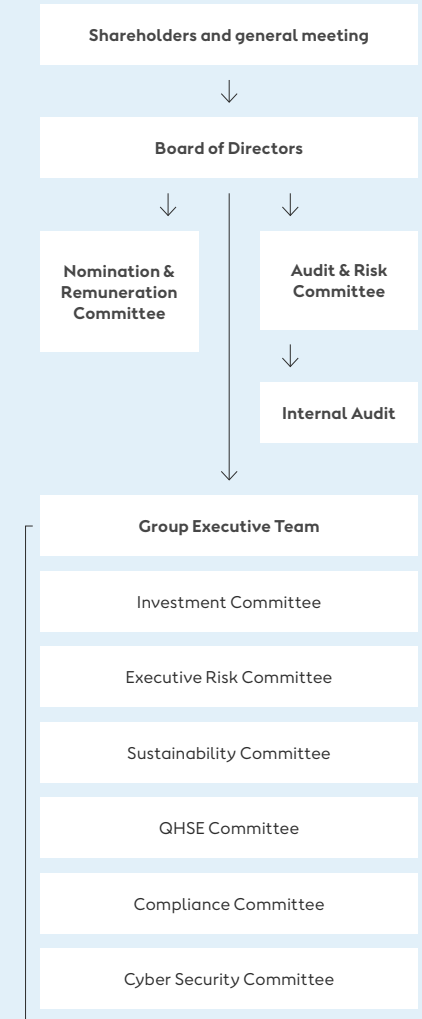 Shareholders and general meeting
Board of Directors
Nomination &
Remuneration
Committee
Audit & Risk
Committee
Internal Audit
Group Executive Team
Investment Committee
Executive Risk Committee
Sustainability Committee
QHSE Committee
Compliance Committee
Cyber Security Committee